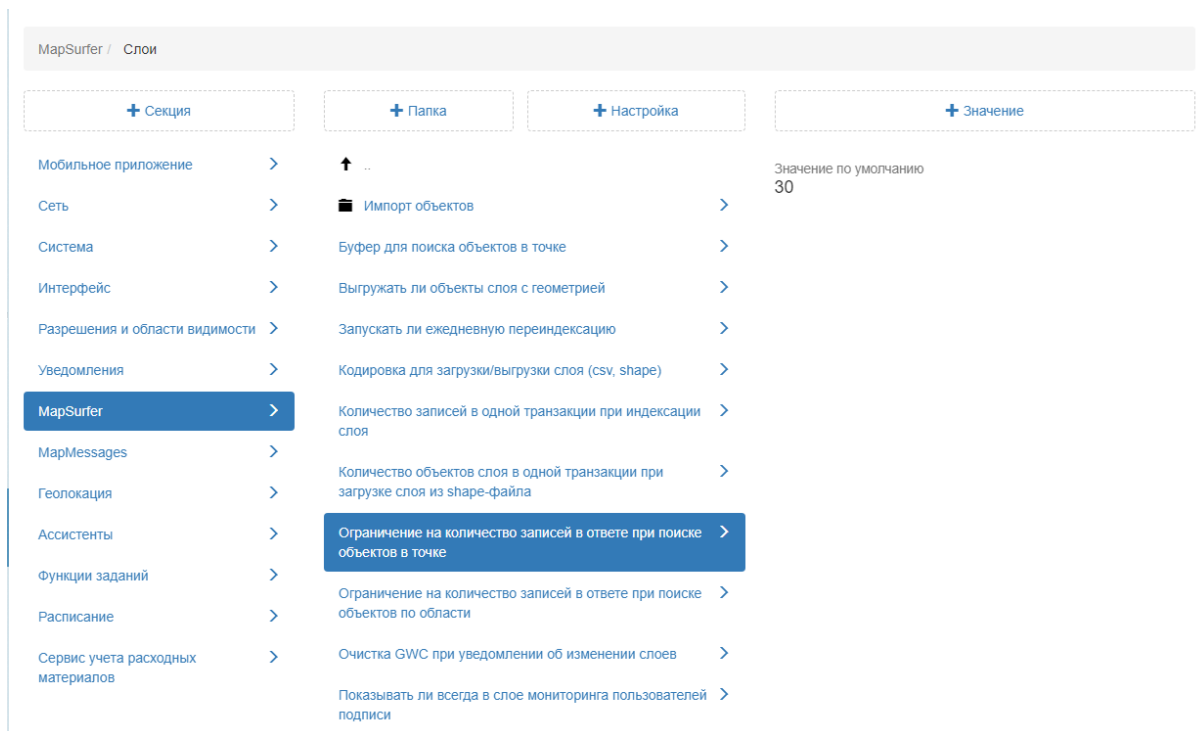 MapSurfer / Слои
+ Секция
+ Папка
+ Настройка
+ Значение
Мобильное приложение
Сеть
Система
Интерфейс
Разрешения и области видимости
Уведомления
MapSurfer
MapMessages
Геолокация
Ассистенты
Функции заданий
Расписание
Сервис учета расходных
материалов
..
Импорт объектов
Буфер для поиска объектов в точке
Выгружать ли объекты слоя с геометрией
Запускать ли ежедневную переиндексацию
Кодировка для загрузки/выгрузки слоя (csv, shape)
Количество записей в одной транзакции при индексации
слоя
Количество объектов слоя в одной транзакции при
загрузке слоя из shape-файла
Ограничение на количество записей в ответе при поиске
объектов в точке
Ограничение на количество записей в ответе при поиске
объектов по области
Очистка GWC при уведомлении об изменении слоев
Показывать ли всегда в слое мониторинга пользователей
подписи
Значение по умолчанию
30